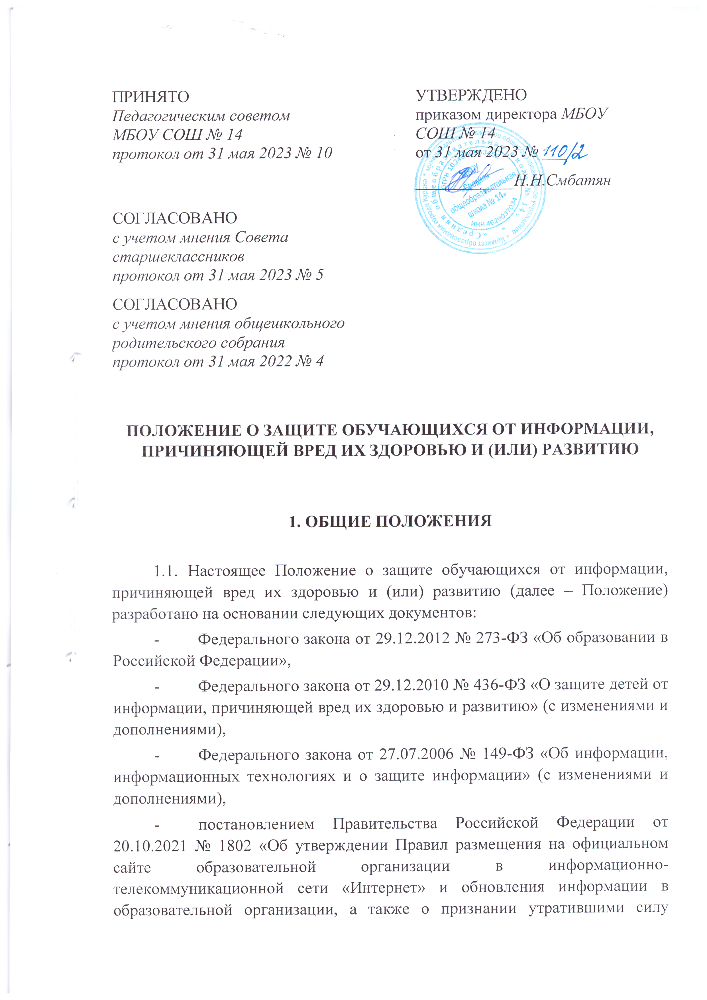 ПРИНЯТО
Педагогическим советом
МБОУ СОШ № 14
протокол от 31 мая 2023 № 10
УТВЕРЖДЕНО
приказом директора МБОУ
СОШ № 14
от 31 мая 2023 № 110/2
Н.Н.Смбатян
МБОУ
«Средняя
общеобразовательная
школа № 14»
ИНН 4629037034
СОГЛАСОВАНО
с учетом мнения Совета
старшеклассников
протокол от 31 мая 2023 № 5
СОГЛАСОВАНО
с учетом мнения общешкольного
родительского собрания
протокол от 31 мая 2022 № 4
ПОЛОЖЕНИЕ О ЗАЩИТЕ ОБУЧАЮЩИХСЯ ОТ ИНФОРМАЦИИ,
ПРИЧИНЯЮЩЕЙ ВРЕД ИХ ЗДОРОВЬЮ И (ИЛИ) РАЗВИТИЮ
1. ОБЩИЕ ПОЛОЖЕНИЯ
1.1. Настоящее Положение о защите обучающихся от информации,
причиняющей вред их здоровью и (или) развитию (далее – Положение)
разработано на основании следующих документов:
- Федерального закона от 29.12.2012 № 273-ФЗ «Об образовании в
Российской Федерации»,
- Федерального закона от 29.12.2010 № 436-ФЗ «О защите детей от
информации, причиняющей вред их здоровью и развитию» (с изменениями и
дополнениями),
- Федерального закона от 27.07.2006 № 149-ФЗ «Об информации,
информационных технологиях и о защите информации» (с изменениями и
дополнениями),
- постановлением Правительства Российской Федерации от
20.10.2021 № 1802 «Об утверждении Правил размещения на официальном
сайте образовательной организации в информационно-
телекоммуникационной сети «Интернет» и обновления информации в
образовательной организации, а также о признании утратившими силу